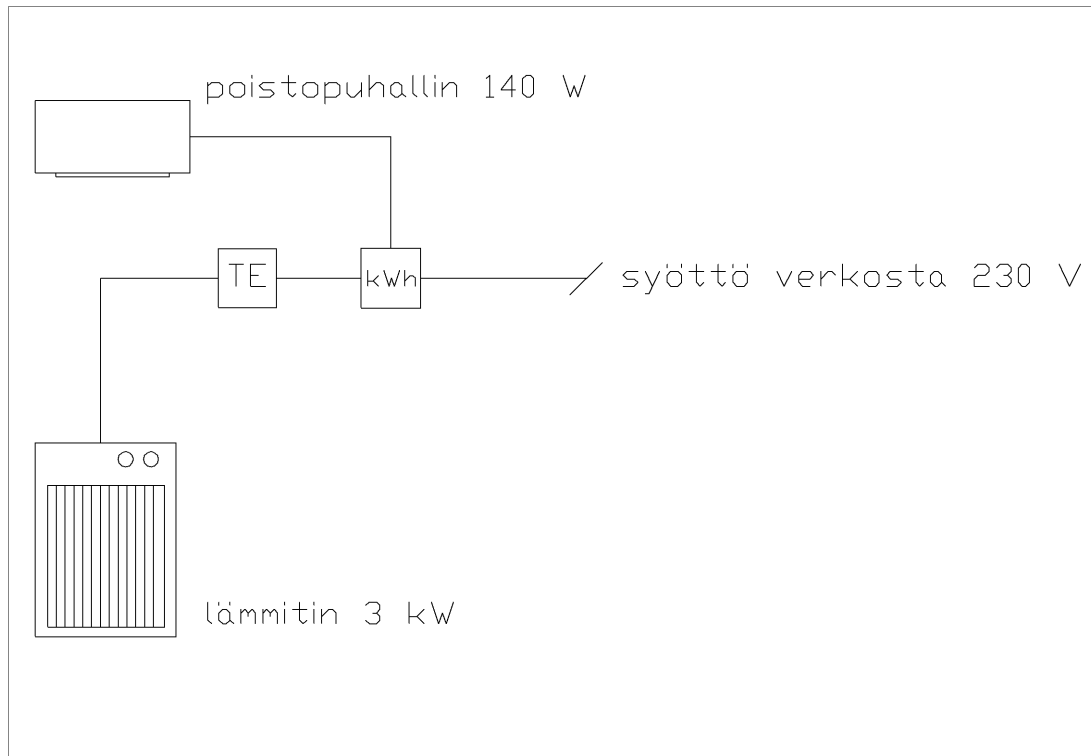 poistopuhallin 140 W
TE
kWh
syöttö verkosta 230 V
lämmitin 3 kW